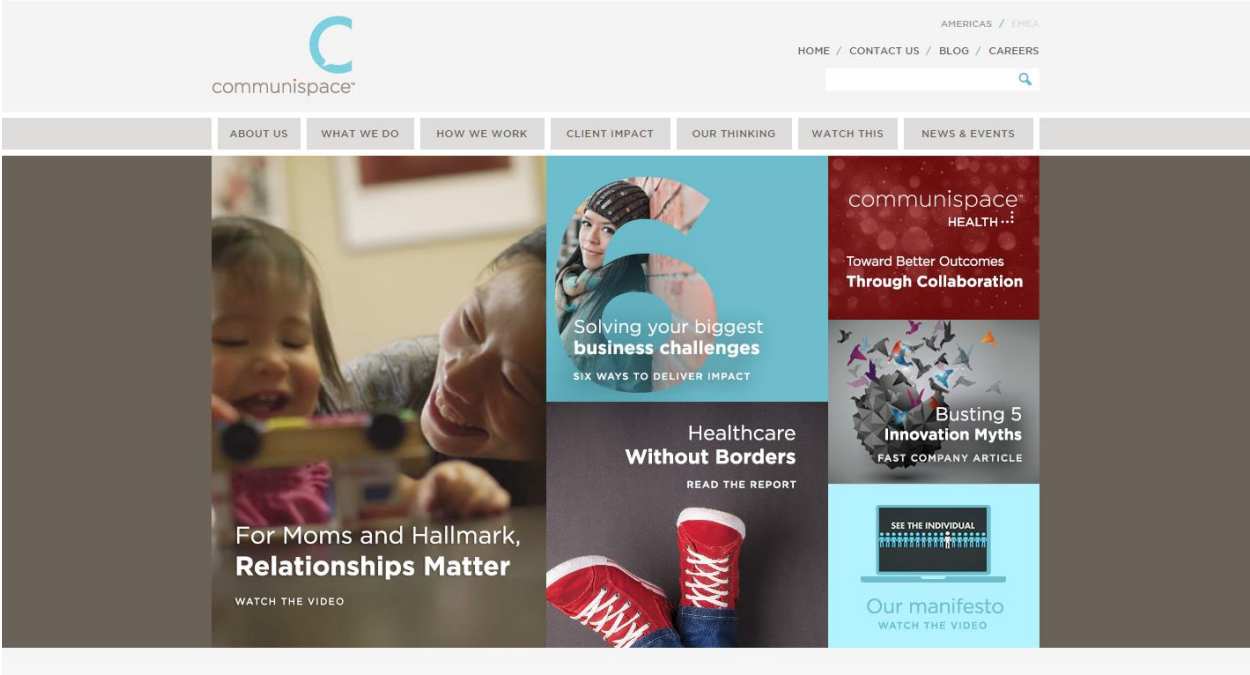 AMERICAS / EMEA
HOME / CONTACT US / BLOG / CAREERS
communispace™
ABOUT US
WHAT WE DO
HOW WE WORK
CLIENT IMPACT
OUR THINKING
WATCH THIS
NEWS & EVENTS
For Moms and Hallmark,
Relationships Matter
WATCH THE VIDEO
6
Solving your biggest
business challenges
SIX WAYS TO DELIVER IMPACT
Healthcare
Without Borders
READ THE REPORT
communispace™
HEALTH
Toward Better Outcomes
Through Collaboration
Busting 5
Innovation Myths
FAST COMPANY ARTICLE
SEE THE INDIVIDUAL
Our manifesto
WATCH THE VIDEO